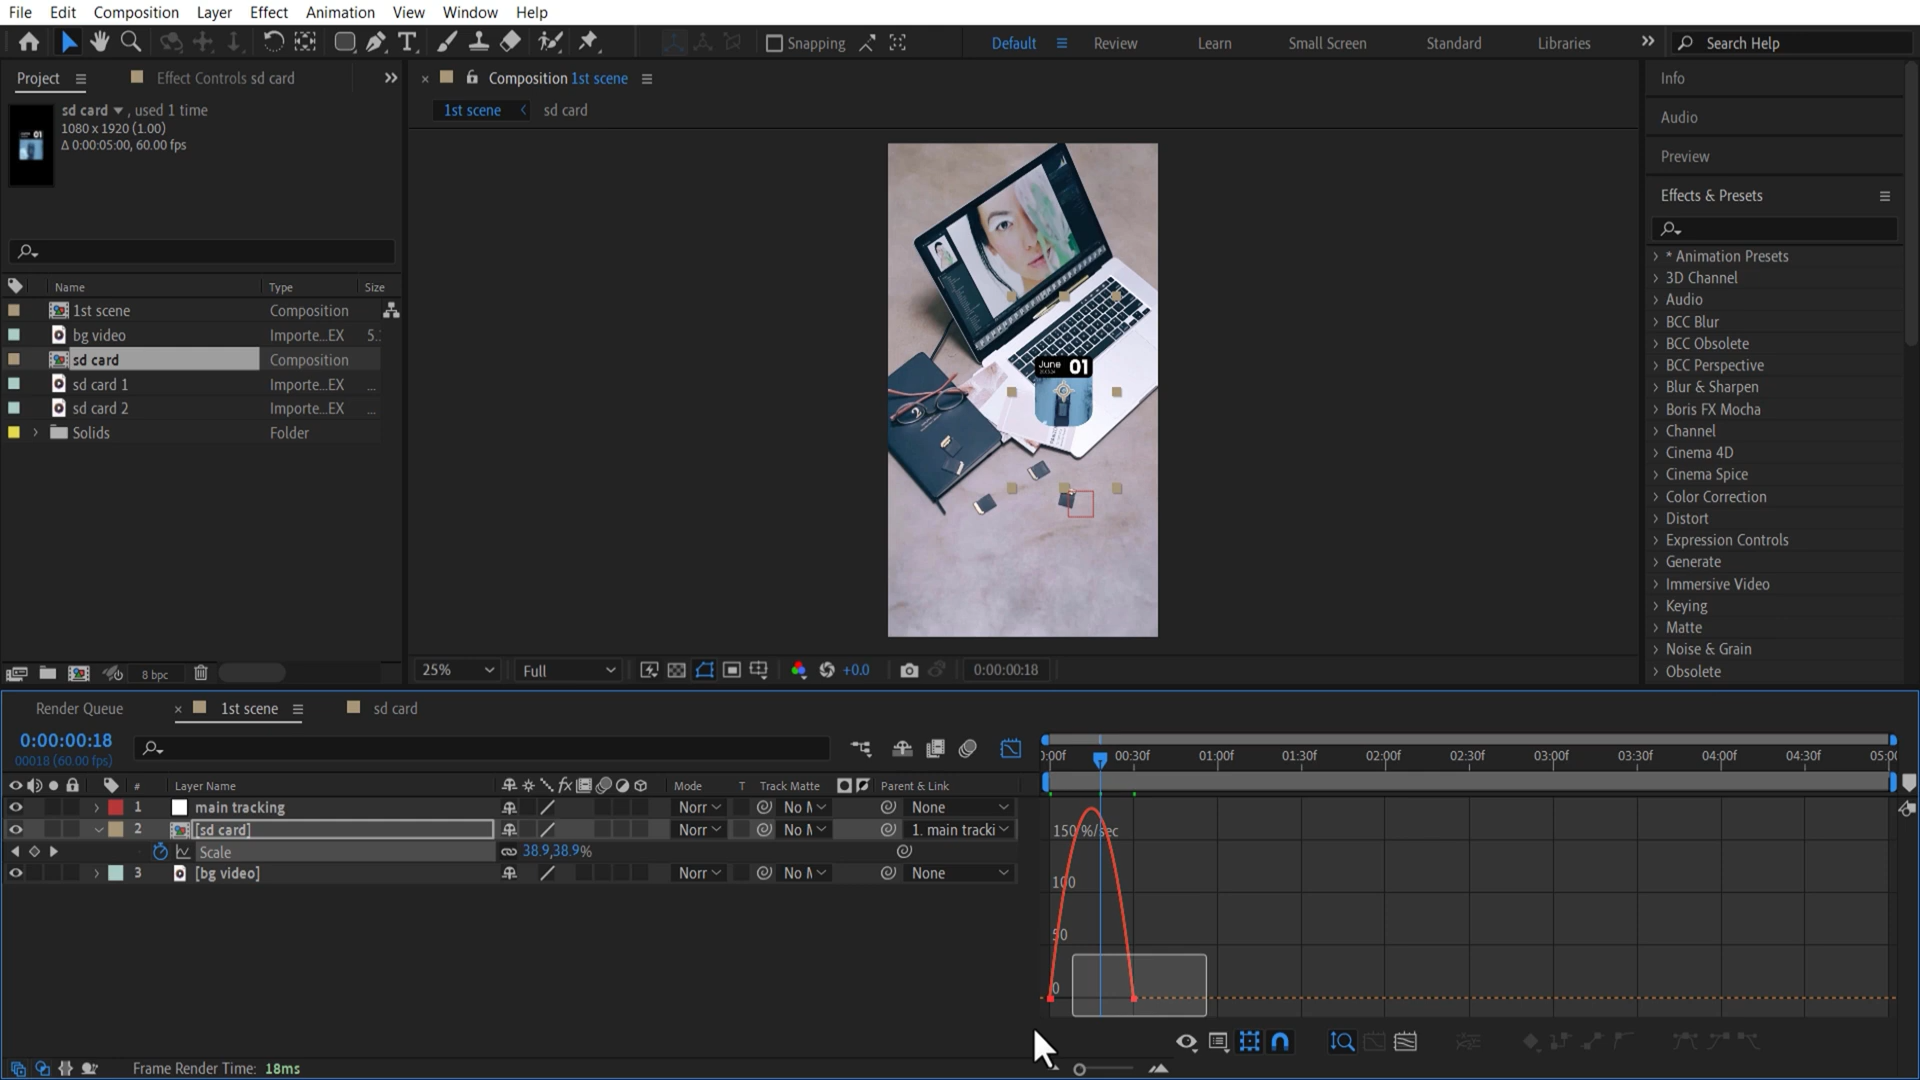 File Edit Composition Layer Effect Animation View Window Help
Snapping Default Review Learn Small Screen Standard Libraries Search Help
Project Effect Controls sd card
Composition 1st scene
Info
sd card , used 1 time
1080 x 1920 (1.00)
Δ 0:00:05:00, 60.00 fps
1st scene sd card
Audio
Preview
Effects & Presets
Name Type Size
1st scene Composition
bg video Importe...EX 5.
sd card Composition
sd card 1 Importe...EX ...
sd card 2 Importe...EX ...
Solids Folder
June 01
* Animation Presets
3D Channel
Audio
BCC Blur
BCC Obsolete
BCC Perspective
Blur & Sharpen
Boris FX Mocha
Channel
Cinema 4D
Cinema Spice
Color Correction
Distort
Expression Controls
Generate
Immersive Video
Keying
Matte
Noise & Grain
Obsolete
8 bpc
25% Full +0.0 0:00:00:18
Render Queue 1st scene sd card
0:00:00:18
00018 (60.00 fps)
0:00f 00:30f 01:00f 01:30f 02:00f 02:30f 03:00f 03:30f 04:00f 04:30f 05:00
# Layer Name Mode T Track Matte Parent & Link
1 main tracking Norr No M None
2 [sd card] Norr No M 1. main tracki
Scale 38.9,38.9%
3 [bg video] Norr No M None
150 %/sec
100
50
0
Frame Render Time: 18ms